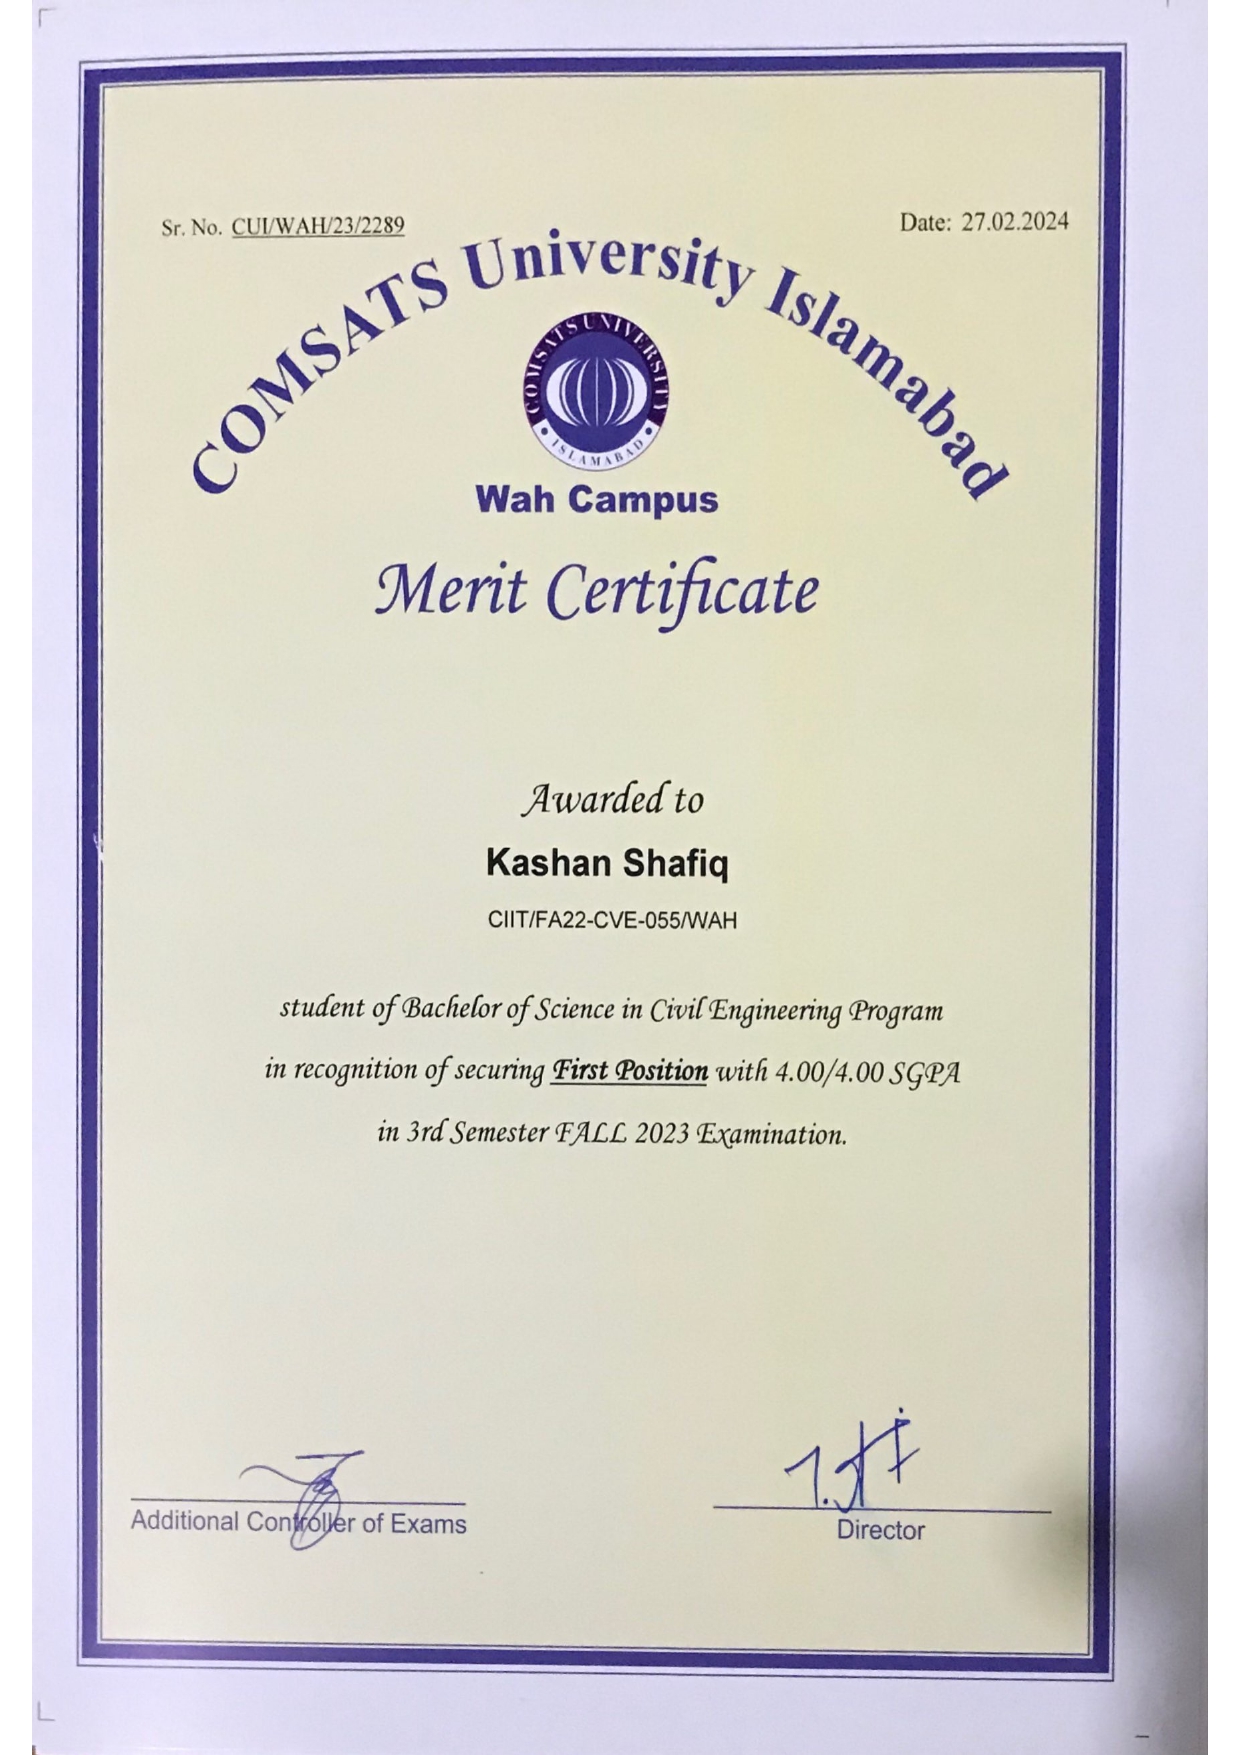 Sr. No. CUI/WAH/23/2289
Date: 27.02.2024
COMSATS University Islamabad
COMSATS UNIVERSITY
• ISLAMABAD •
Wah Campus
Merit Certificate
Awarded to
Kashan Shafiq
CIIT/FA22-CVE-055/WAH
student of Bachelor of Science in Civil Engineering Program
in recognition of securing First Position with 4.00/4.00 SGPA
in 3rd Semester FALL 2023 Examination.
Additional Controller of Exams
Director